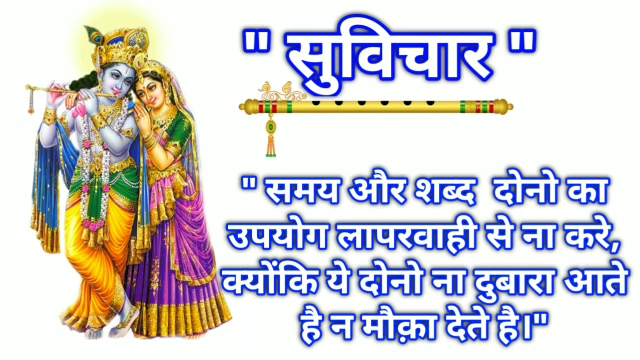 " सुविचार "
" समय और शब्द दोनो का
उपयोग लापरवाही से ना करे,
क्योंकि ये दोनो ना दुबारा आते
है न मौक़ा देते है।"